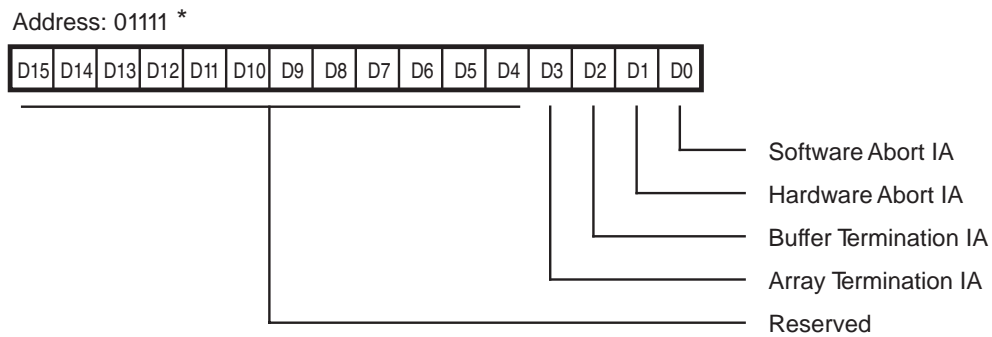 Address: 01111 *
D15 D14 D13 D12 D11 D10 D9 D8 D7 D6 D5 D4 D3 D2 D1 D0
Software Abort IA
Hardware Abort IA
Buffer Termination IA
Array Termination IA
Reserved